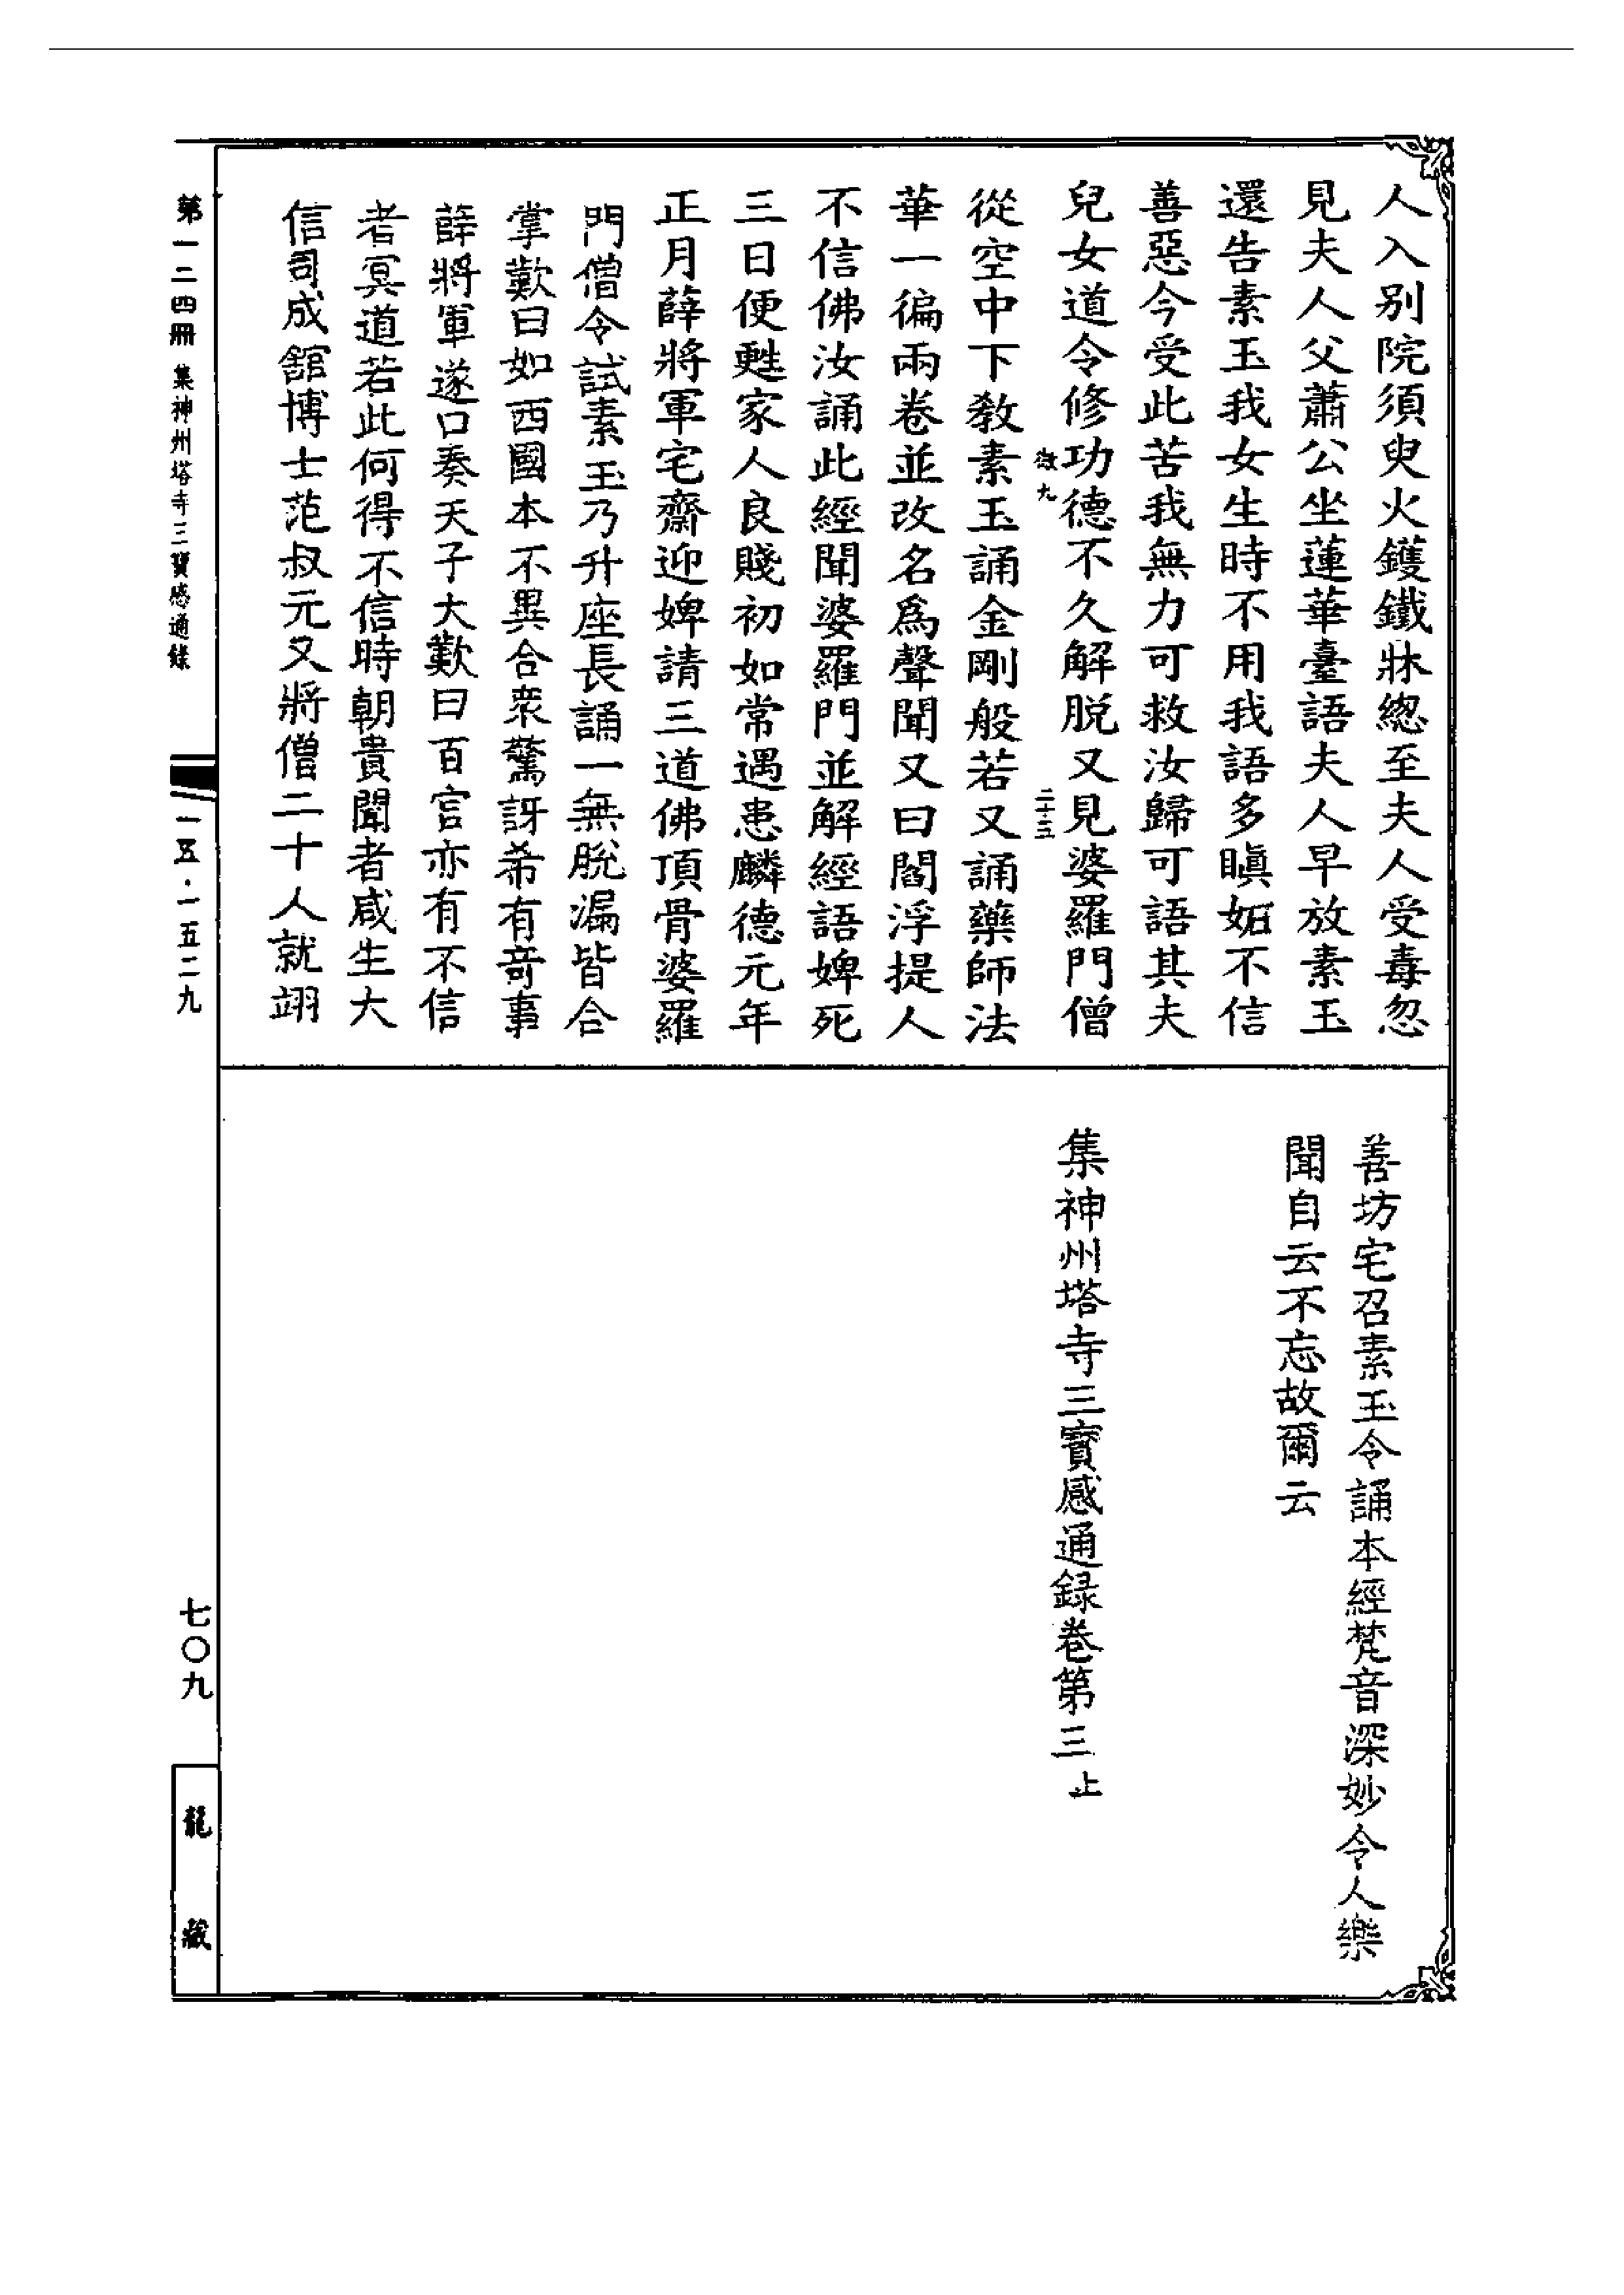 人入別院須臾火鑊鐵牀總至夫人受毒忽
見夫人父蕭公坐蓮華臺語夫人早放素玉
還告素玉我女生時不用我語多瞋妬不信
善惡今受此苦我無力可救汝歸可語其夫
兒女道令修功德不久解脫又見婆羅門僧
㣲九
二十三
從空中下教素玉誦金剛般若又誦藥師法
華一徧兩卷並改名爲聲聞又曰閻浮提人
不信佛汝誦此經聞婆羅門並解經語婢死
三日便甦家人良賤初如常遇患麟德元年
正月薛將軍宅齋迎婢請三道佛頂骨婆羅
門僧令試素玉乃升座長誦一無脫漏皆合
掌歎曰如西國本不異合衆驚訝希有奇事
薛將軍遂口奏天子大歎曰百官亦有不信
者冥道若此何得不信時朝貴聞者咸生大
信司成舘博士范叔元又將僧二十人就翊
善坊宅召素玉令誦本經梵音深妙令人樂
聞自云不忘故爾云
集神州塔寺三寶感通録卷第三 止
第一二四冊 集神州塔寺三寶感通錄
一五·一五二九
七〇九
龍藏